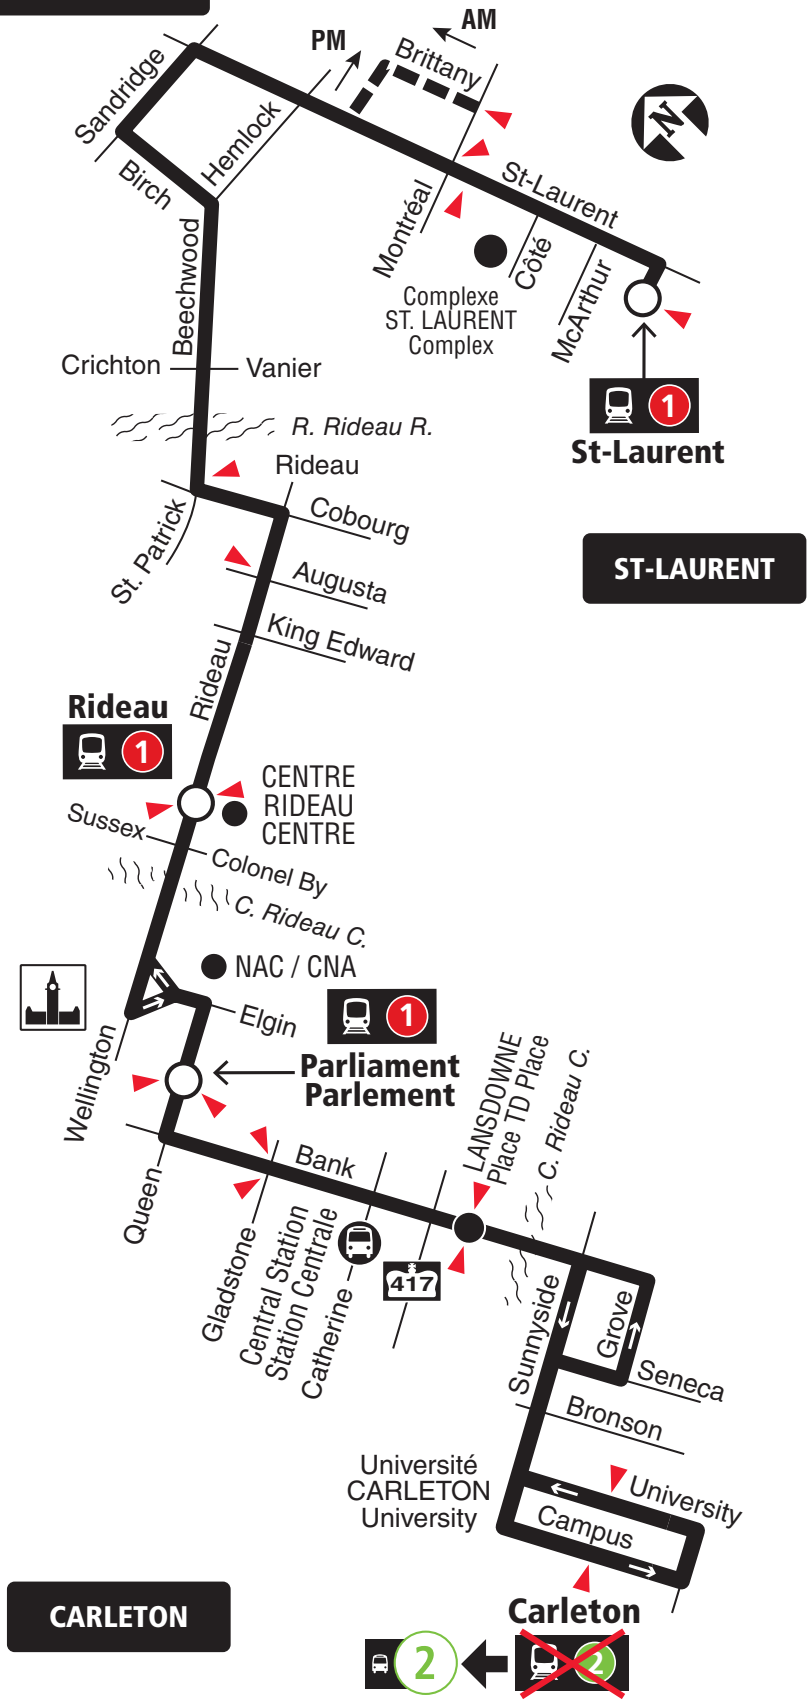 AM
PM
Brittany
Sandridge
Hemlock
N
Birch
St-Laurent
Montréal
Côté
McArthur
Beechwood
Complexe
ST. LAURENT
Complex
Crichton
Vanier
1
St-Laurent
R. Rideau R.
Rideau
Cobourg
St. Patrick
ST-LAURENT
Augusta
King Edward
Rideau
Rideau
1
CENTRE
RIDEAU
CENTRE
Sussex
Colonel By
C. Rideau C.
NAC / CNA
Elgin
1
Wellington
Parliament
Parlement
LANSDOWNE
Place TD Place
C. Rideau C.
Queen
Bank
Gladstone
Central Station
Station Centrale
Catherine
417
Sunnyside
Grove
Seneca
Bronson
Université
CARLETON
University
University
Campus
CARLETON
Carleton
2
2